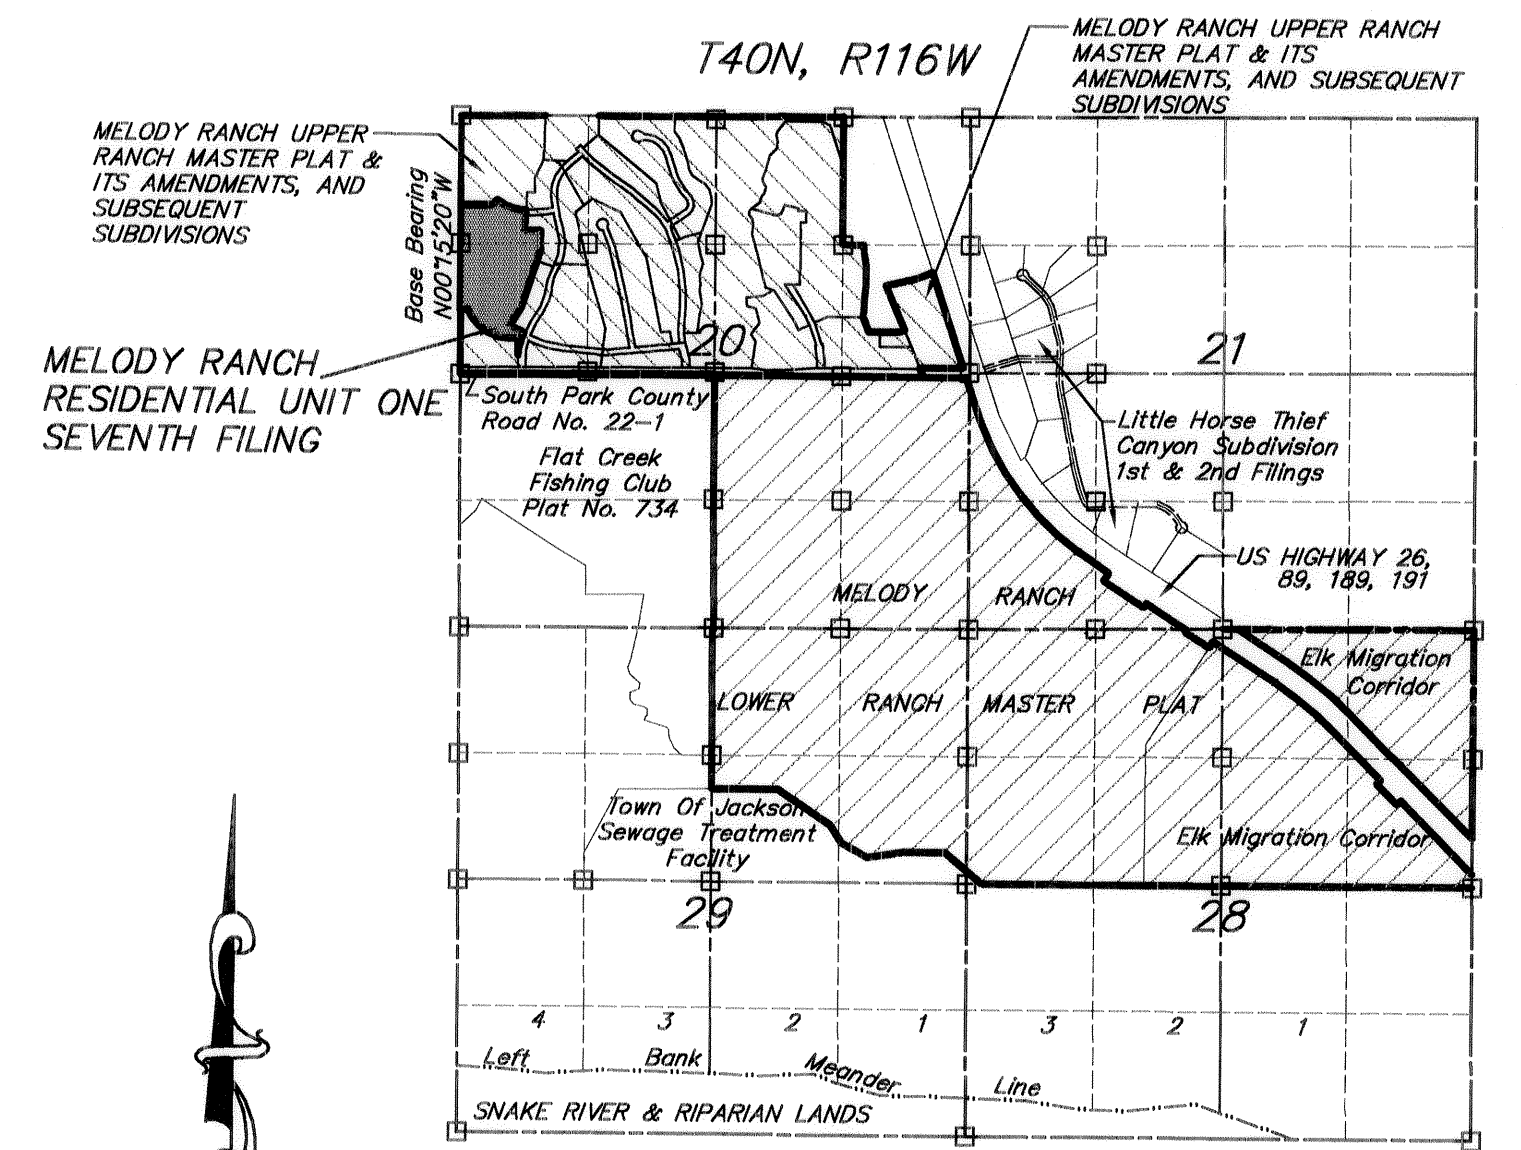 T40N, R116W
MELODY RANCH UPPER RANCH
MASTER PLAT & ITS
AMENDMENTS, AND SUBSEQUENT
SUBDIVISIONS
MELODY RANCH UPPER
RANCH MASTER PLAT &
ITS AMENDMENTS, AND
SUBSEQUENT
SUBDIVISIONS
Base Bearing
N00°15'20"W
MELODY RANCH
RESIDENTIAL UNIT ONE
SEVENTH FILING
20
21
South Park County
Road No. 22-1
Flat Creek
Fishing Club
Plat No. 734
Little Horse Thief
Canyon Subdivision
1st & 2nd Filings
US HIGHWAY 26,
89, 189, 191
MELODY RANCH
Elk Migration
Corridor
LOWER RANCH MASTER PLAT
Town Of Jackson
Sewage Treatment
Facility
Elk Migration Corridor
29
28
4 3 2 1 3 2 1
Left Bank Meander Line
SNAKE RIVER & RIPARIAN LANDS